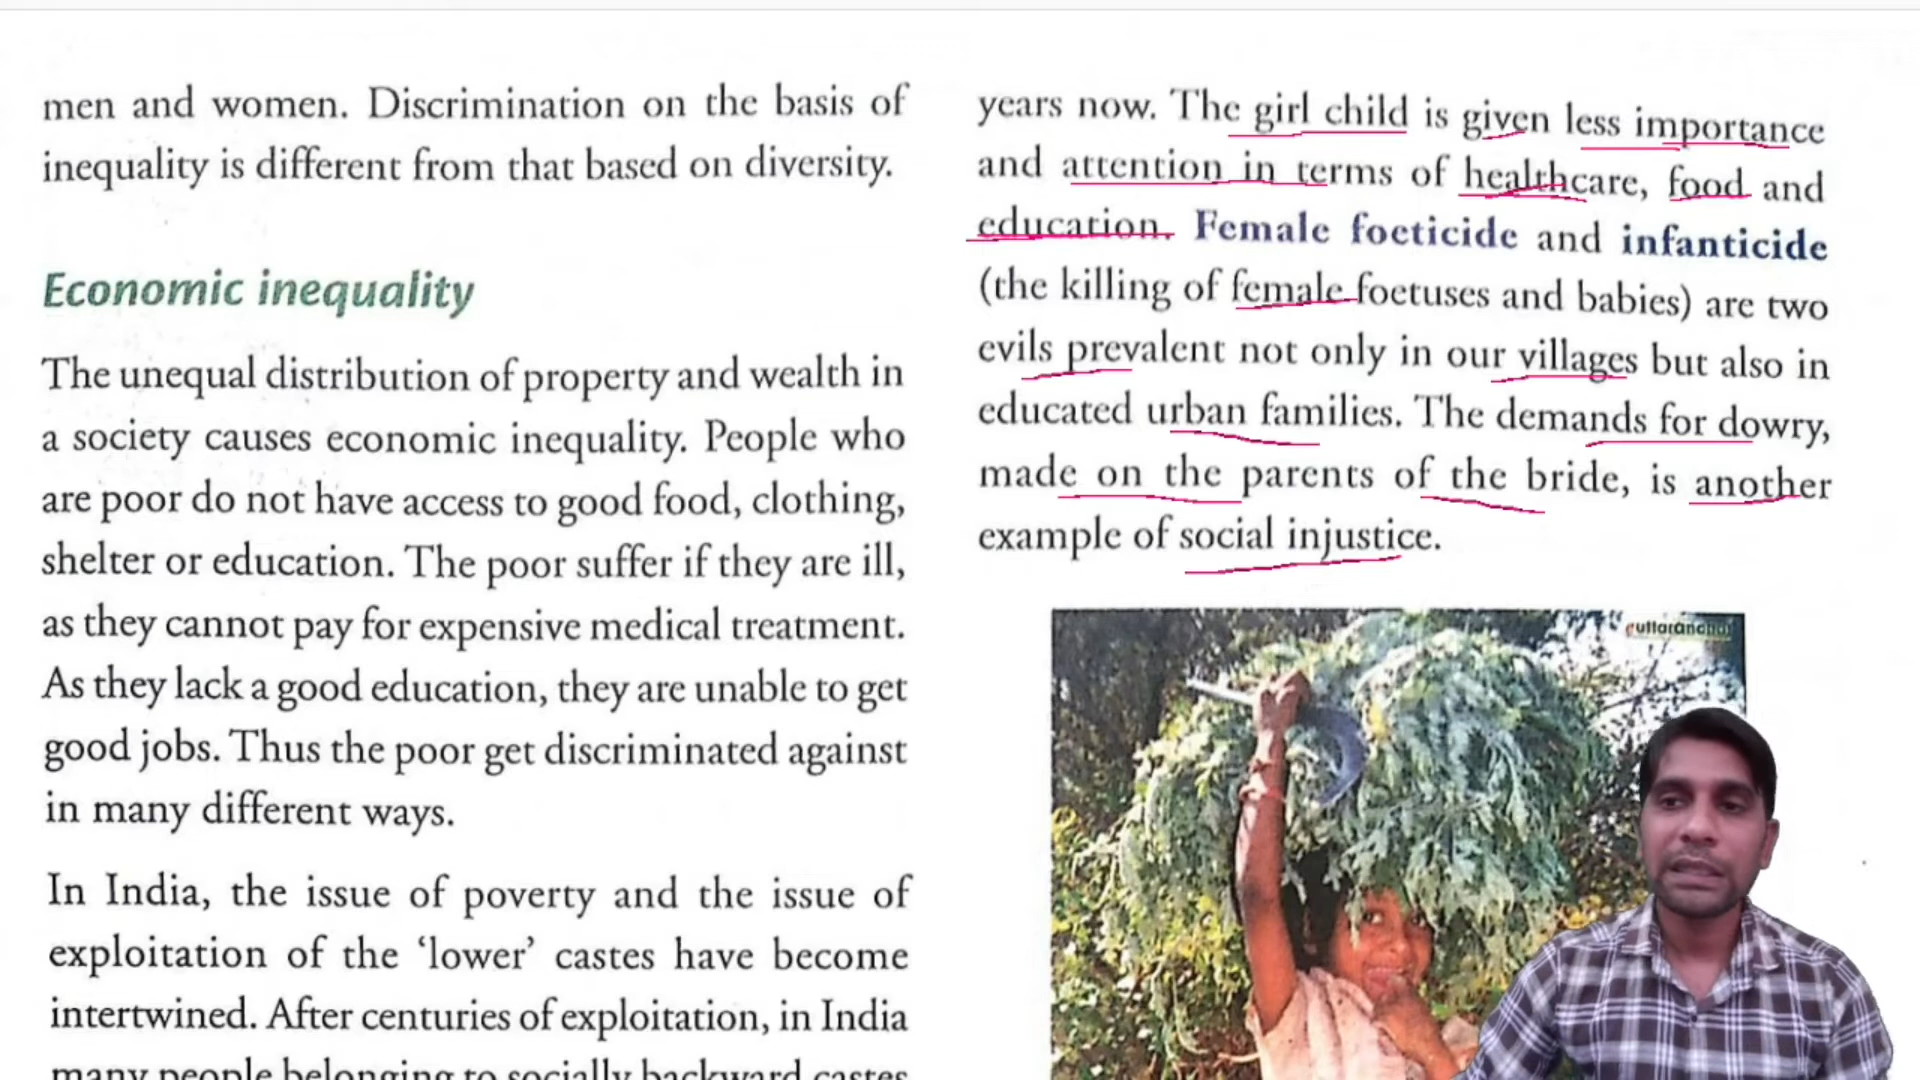 men and women. Discrimination on the basis of
inequality is different from that based on diversity.
Economic inequality
The unequal distribution of property and wealth in
a society causes economic inequality. People who
are poor do not have access to good food, clothing,
shelter or education. The poor suffer if they are ill,
as they cannot pay for expensive medical treatment.
As they lack a good education, they are unable to get
good jobs. Thus the poor get discriminated against
in many different ways.
In India, the issue of poverty and the issue of
exploitation of the ‘lower’ castes have become
intertwined. After centuries of exploitation, in India
many people belonging to socially backward castes
years now. The girl child is given less importance
and attention in terms of healthcare, food and
education. Female foeticide and infanticide
(the killing of female foetuses and babies) are two
evils prevalent not only in our villages but also in
educated urban families. The demands for dowry,
made on the parents of the bride, is another
example of social injustice.